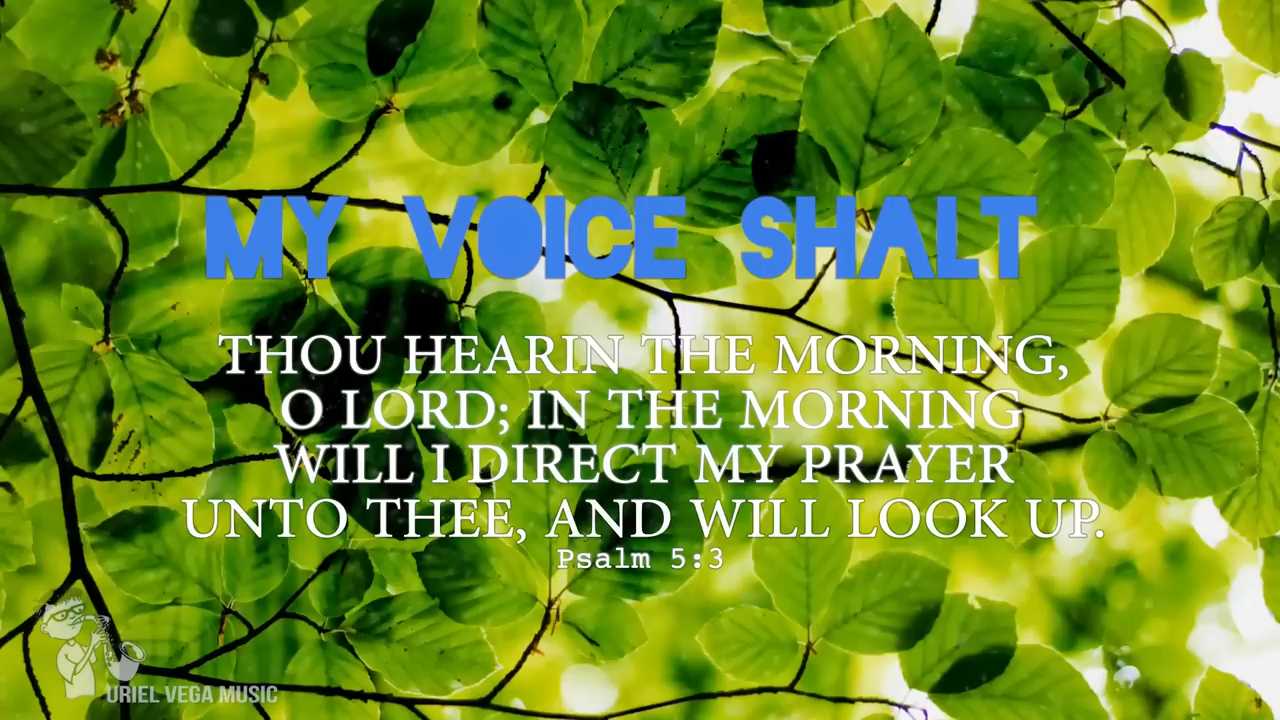 MY VOICE SHALT
THOU HEARIN THE MORNING,
O LORD; IN THE MORNING
WILL I DIRECT MY PRAYER
UNTO THEE, AND WILL LOOK UP.
Psalm 5:3
URIEL VEGA MUSIC